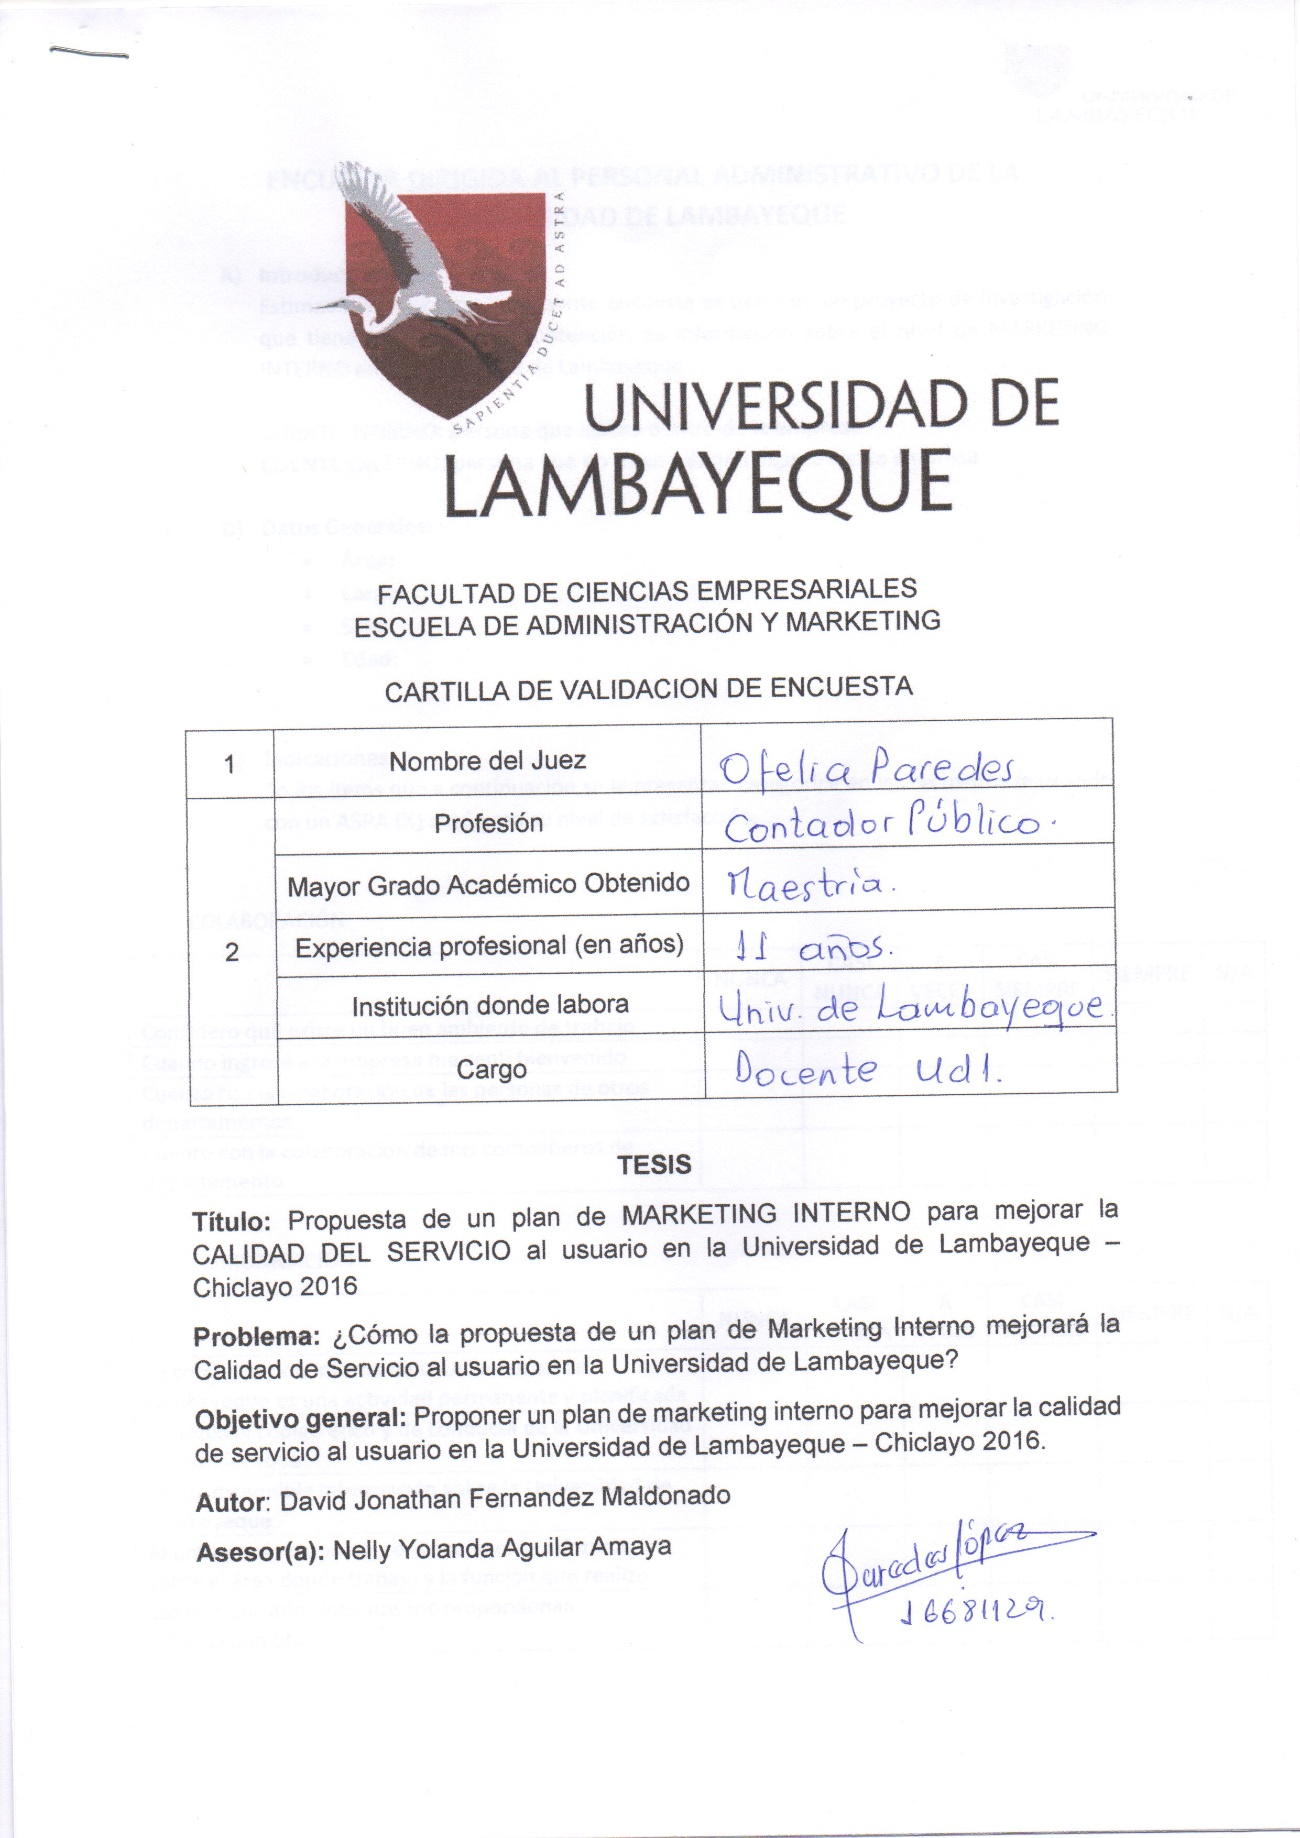 SAPIENTIA DUCET AD ASTRA
UNIVERSIDAD DE
LAMBAYEQUE
FACULTAD DE CIENCIAS EMPRESARIALES
ESCUELA DE ADMINISTRACIÓN Y MARKETING
CARTILLA DE VALIDACION DE ENCUESTA
1 Nombre del Juez Ofelia Paredes
Profesión Contador Público.
Mayor Grado Académico Obtenido Maestría.
2 Experiencia profesional (en años) 11 años.
Institución donde labora Univ. de Lambayeque.
Cargo Docente Udl.
TESIS
Título: Propuesta de un plan de MARKETING INTERNO para mejorar la
CALIDAD DEL SERVICIO al usuario en la Universidad de Lambayeque –
Chiclayo 2016
Problema: ¿Cómo la propuesta de un plan de Marketing Interno mejorará la
Calidad de Servicio al usuario en la Universidad de Lambayeque?
Objetivo general: Proponer un plan de marketing interno para mejorar la calidad
de servicio al usuario en la Universidad de Lambayeque – Chiclayo 2016.
Autor: David Jonathan Fernandez Maldonado
Asesor(a): Nelly Yolanda Aguilar Amaya
Paredes López
16681129.